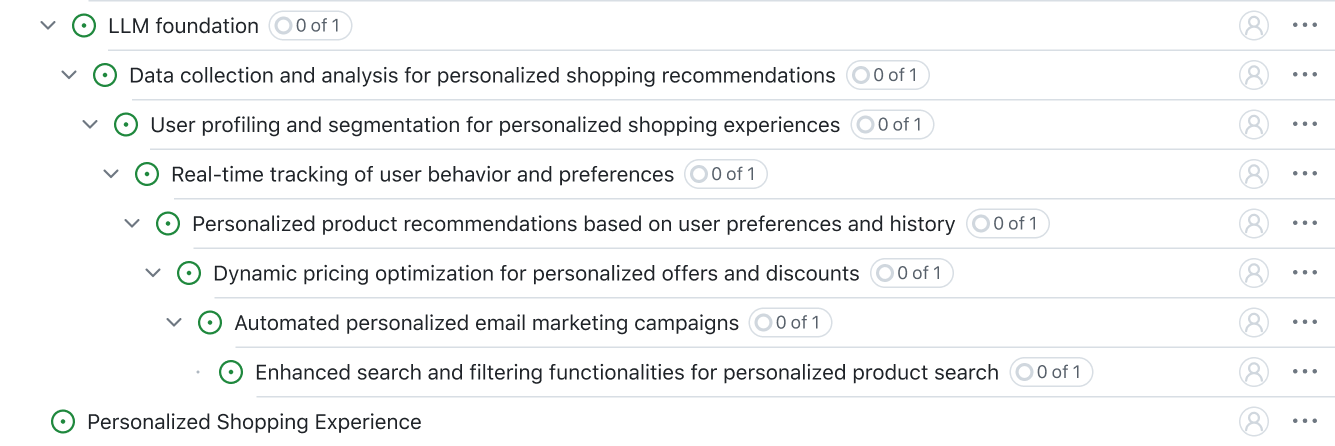 LLM foundation 0 of 1
Data collection and analysis for personalized shopping recommendations 0 of 1
User profiling and segmentation for personalized shopping experiences 0 of 1
Real-time tracking of user behavior and preferences 0 of 1
Personalized product recommendations based on user preferences and history 0 of 1
Dynamic pricing optimization for personalized offers and discounts 0 of 1
Automated personalized email marketing campaigns 0 of 1
Enhanced search and filtering functionalities for personalized product search 0 of 1
Personalized Shopping Experience